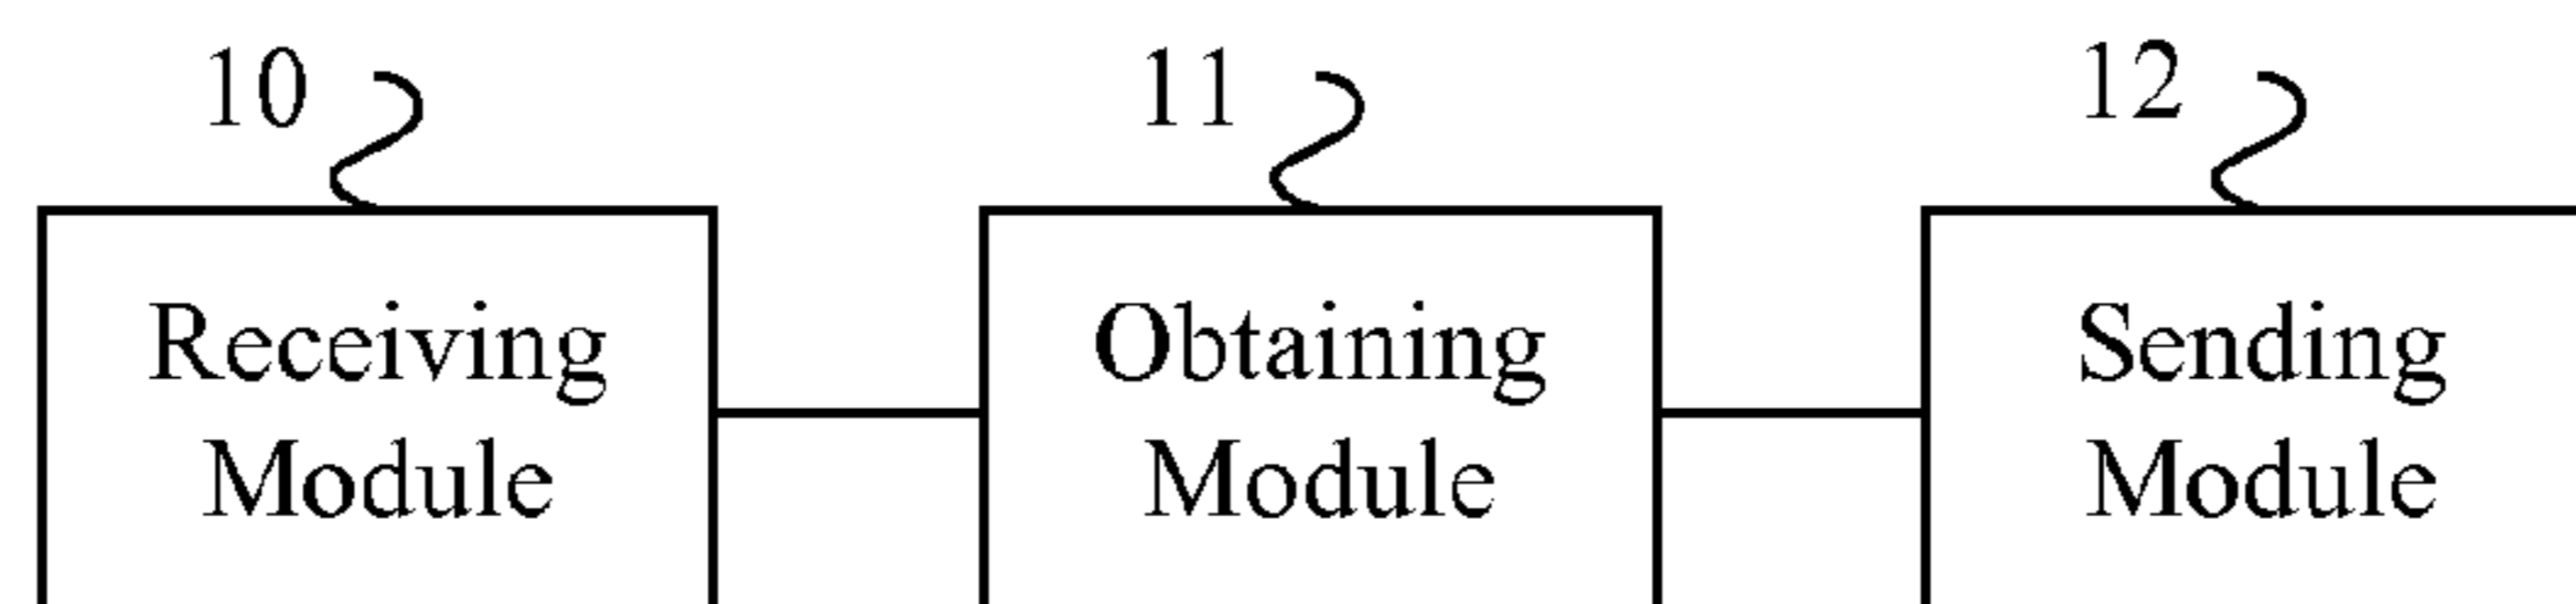 10
11
12
Receiving
Module
Obtaining
Module
Sending
Module